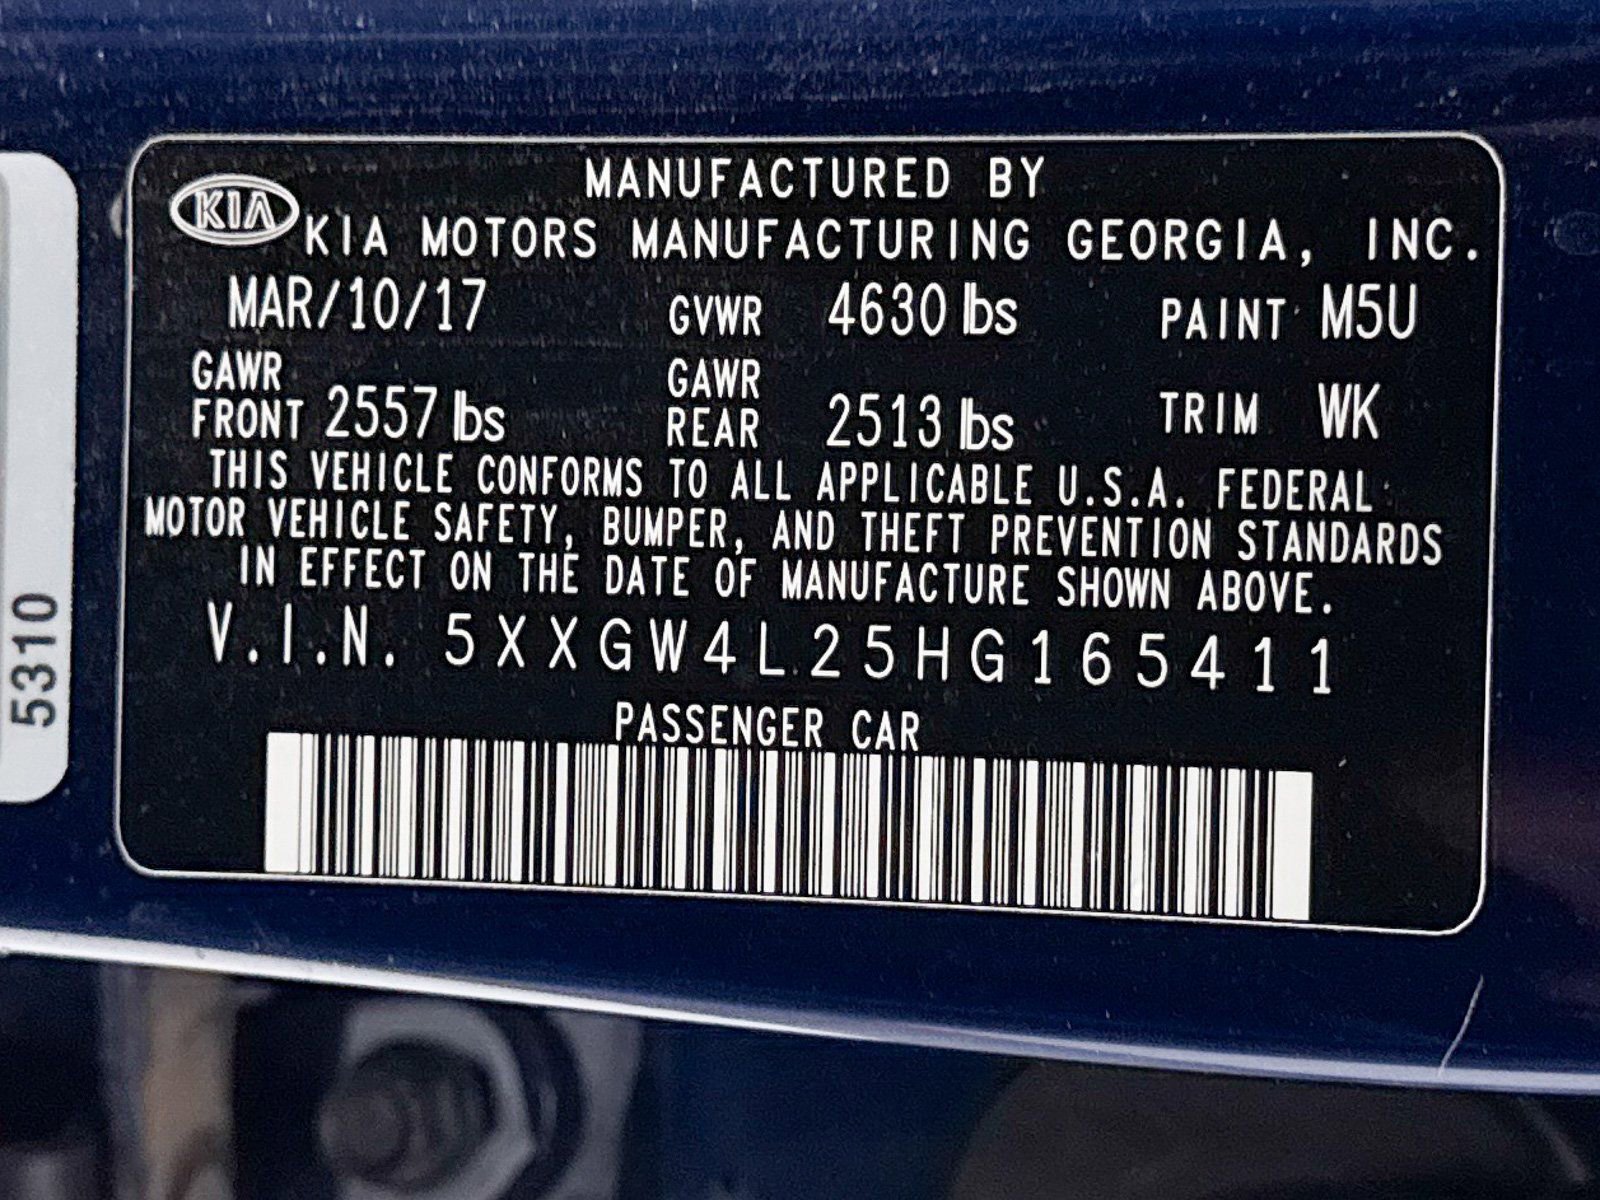 MANUFACTURED BY
KIA KIA MOTORS MANUFACTURING GEORGIA, INC.
MAR/10/17 GVWR 4630 lbs PAINT M5U
GAWR FRONT 2557 lbs GAWR REAR 2513 lbs TRIM WK
THIS VEHICLE CONFORMS TO ALL APPLICABLE U.S.A. FEDERAL
MOTOR VEHICLE SAFETY, BUMPER, AND THEFT PREVENTION STANDARDS
IN EFFECT ON THE DATE OF MANUFACTURE SHOWN ABOVE.
V.I.N. 5XXGW4L25HG165411
PASSENGER CAR
5310